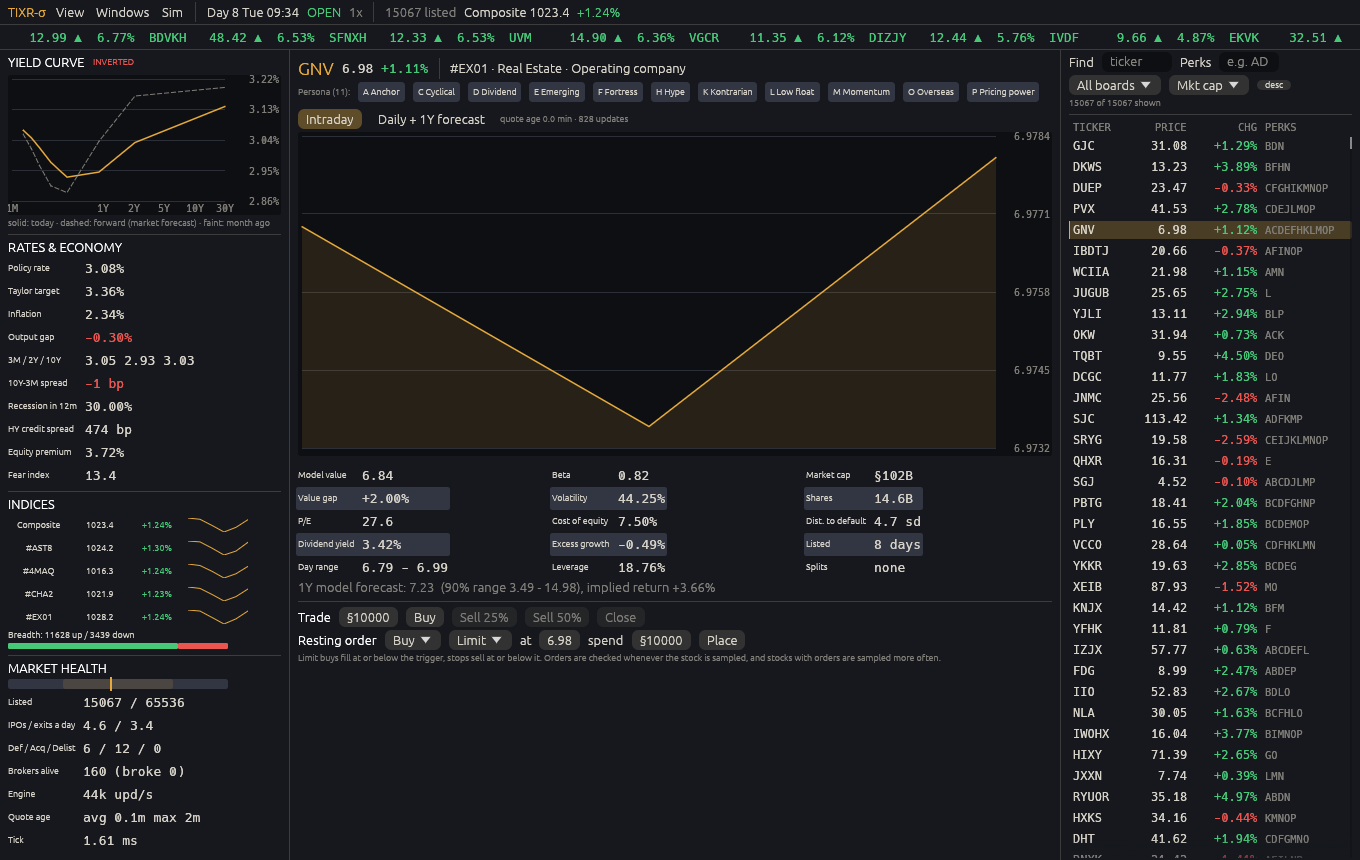 TIXR-σ View Windows Sim Day 8 Tue 09:34 OPEN 1x 15067 listed Composite 1023.4 +1.24%
12.99 ▲ 6.77% BDVKH 48.42 ▲ 6.53% SFNXH 12.33 ▲ 6.53% UVM 14.90 ▲ 6.36% VGCR 11.35 ▲ 6.12% DIZJY 12.44 ▲ 5.76% IVDF 9.66 ▲ 4.87% EKVK 32.51 ▲
YIELD CURVE INVERTED
3.22%
3.13%
3.04%
2.95%
2.86%
1M 1Y 2Y 5Y 10Y 30Y
solid: today · dashed: forward (market forecast) · faint: month ago
RATES & ECONOMY
Policy rate 3.08%
Taylor target 3.36%
Inflation 2.34%
Output gap -0.30%
3M / 2Y / 10Y 3.05 2.93 3.03
10Y-3M spread -1 bp
Recession in 12m 30.00%
HY credit spread 474 bp
Equity premium 3.72%
Fear index 13.4
INDICES
Composite 1023.4 +1.24%
#AST8 1024.2 +1.30%
#4MAQ 1016.3 +1.24%
#CHA2 1021.9 +1.23%
#EX01 1028.2 +1.24%
Breadth: 11628 up / 3439 down
MARKET HEALTH
Listed 15067 / 65536
IPOs / exits a day 4.6 / 3.4
Def / Acq / Delist 6 / 12 / 0
Brokers alive 160 (broke 0)
Engine 44k upd/s
Quote age avg 0.1m max 2m
Tick 1.61 ms
GNV 6.98 +1.11% #EX01 · Real Estate · Operating company
Persona (11): A Anchor C Cyclical D Dividend E Emerging F Fortress H Hype K Kontrarian L Low float M Momentum O Overseas P Pricing power
Intraday Daily + 1Y forecast quote age 0.0 min · 828 updates
6.9784
6.9771
6.9758
6.9745
6.9732
Model value 6.84 Beta 0.82 Market cap §102B
Value gap +2.00% Volatility 44.25% Shares 14.6B
P/E 27.6 Cost of equity 7.50% Dist. to default 4.7 sd
Dividend yield 3.42% Excess growth -0.49% Listed 8 days
Day range 6.79 - 6.99 Leverage 18.76% Splits none
1Y model forecast: 7.23 (90% range 3.49 - 14.98), implied return +3.66%
Trade §10000 Buy Sell 25% Sell 50% Close
Resting order Buy ▼ Limit ▼ at 6.98 spend §10000 Place
Limit buys fill at or below the trigger, stops sell at or below it. Orders are checked whenever the stock is sampled, and stocks with orders are sampled more often.
Find ticker Perks e.g. AD
All boards ▼ Mkt cap ▼ desc
15067 of 15067 shown
TICKER PRICE CHG PERKS
GJC 31.08 +1.29% BDN
DKWS 13.23 +3.89% BFHN
DUEP 23.47 -0.33% CFGHIKMNOP
PVX 41.53 +2.78% CDEJLMOP
GNV 6.98 +1.12% ACDEFHKLMOP
IBDTJ 20.66 -0.37% AFINOP
WCIIA 21.98 +1.15% AMN
JUGUB 25.65 +2.75% L
YJLI 13.11 +2.94% BLP
OKW 31.94 +0.73% ACK
TQBT 9.55 +4.50% DEO
DCGC 11.77 +1.83% LO
JNMC 25.56 -2.48% AFIN
SJC 113.42 +1.34% ADFKMP
SRYG 19.58 -2.59% CEIJKLMNOP
QHXR 16.31 -0.19% E
SGJ 4.52 -0.10% ABCDJLMP
PBTG 18.41 +2.04% BCDFGHNP
PLY 16.55 +1.85% BCDEMOP
VCCO 28.64 +0.05% CDFHKLMN
YKKR 19.63 +2.85% BCDEG
XEIB 87.93 -1.52% MO
KNJX 14.42 +1.12% BFM
YFHK 11.81 +0.79% F
IZJX 57.77 +0.63% ABCDEFL
FDG 8.99 +2.47% ABDEP
IIO 52.83 +2.67% BDLO
NLA 30.05 +1.63% BCFHLO
IWOHX 16.04 +3.77% BIMNOP
HIXY 71.39 +2.65% GO
JXXN 7.74 +0.39% LMN
RYUOR 35.18 +4.97% ABDN
HXKS 34.16 -0.44% KMNOP
DHT 41.62 +1.94% CDFGMNO